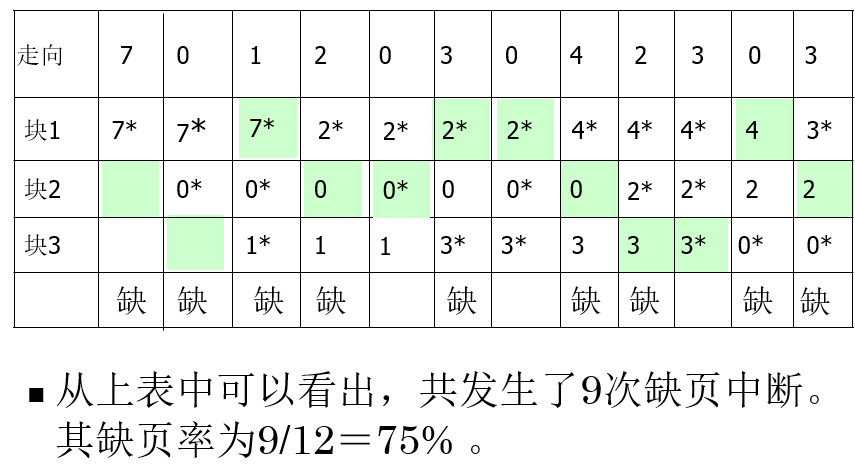 走向 7 0 1 2 0 3 0 4 2 3 0 3
块1 7* 7* 7* 2* 2* 2* 2* 4* 4* 4* 4 3*
块2 0* 0* 0 0* 0 0* 0 2* 2* 2 2
块3 1* 1 1 3* 3* 3 3 3* 0* 0*
缺 缺 缺 缺 缺 缺 缺 缺 缺
■ 从上表中可以看出，共发生了9次缺页中断。
其缺页率为9/12＝75% 。